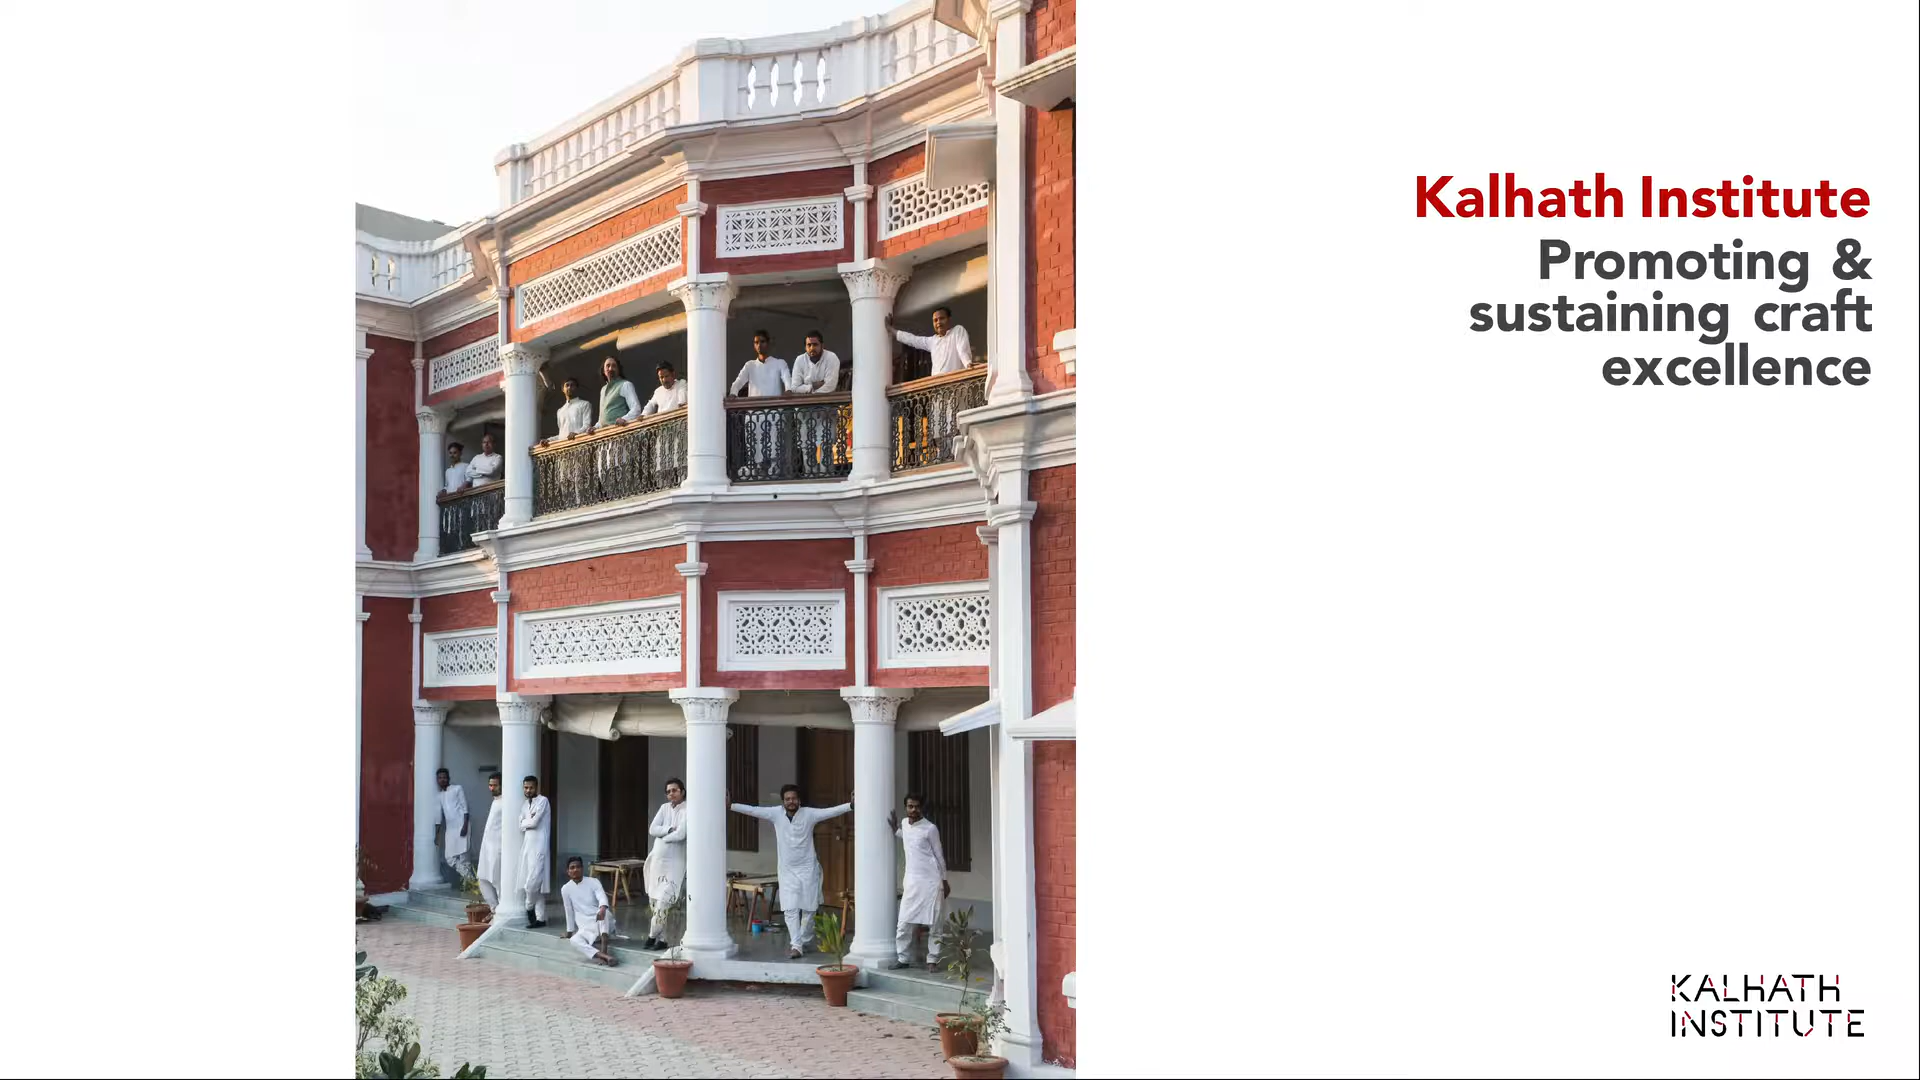 Kalhath Institute
Promoting &
sustaining craft
excellence
KALHATH
INSTITUTE